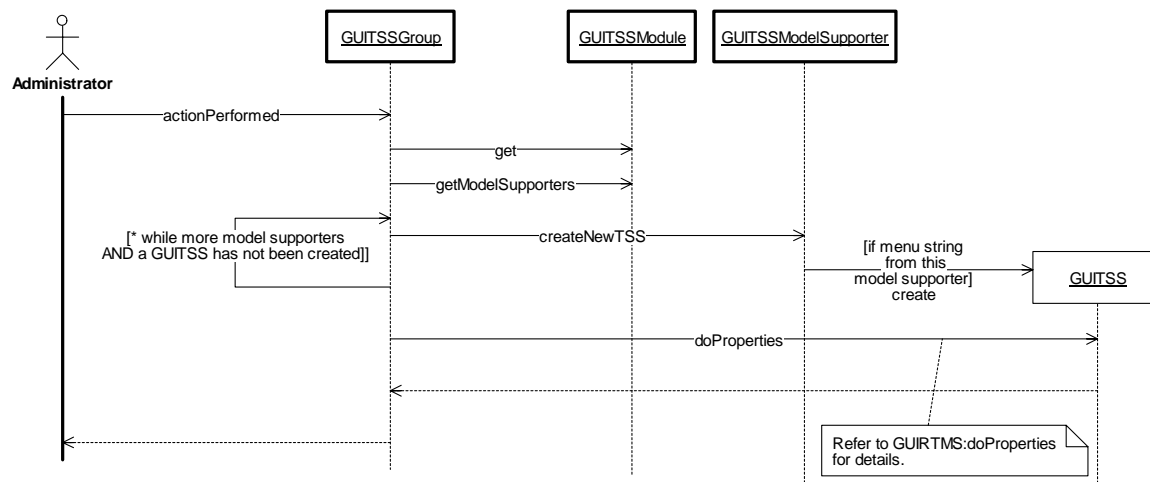 GUITSSGroup
GUITSSModule
GUITSSModelSupporter
Administrator
actionPerformed
get
getModelSupporters
[* while more model supporters
AND a GUITSS has not been created]]
createNewTSS
[if menu string
from this
model supporter]
create
GUITSS
doProperties
Refer to GUIRTMS:doProperties
for details.